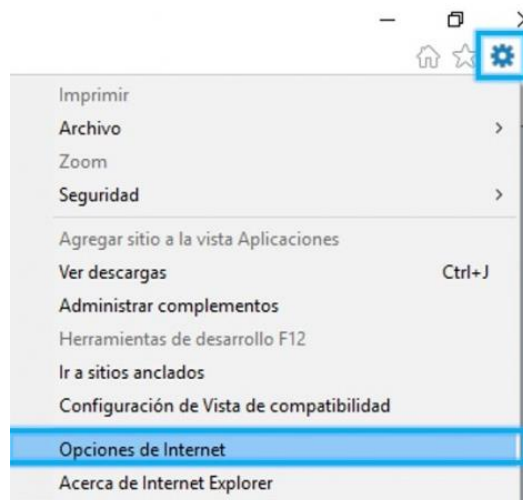 Imprimir
Archivo
Zoom
Seguridad
Agregar sitio a la vista Aplicaciones
Ver descargas Ctrl+J
Administrar complementos
Herramientas de desarrollo F12
Ir a sitios anclados
Configuración de Vista de compatibilidad
Opciones de Internet
Acerca de Internet Explorer